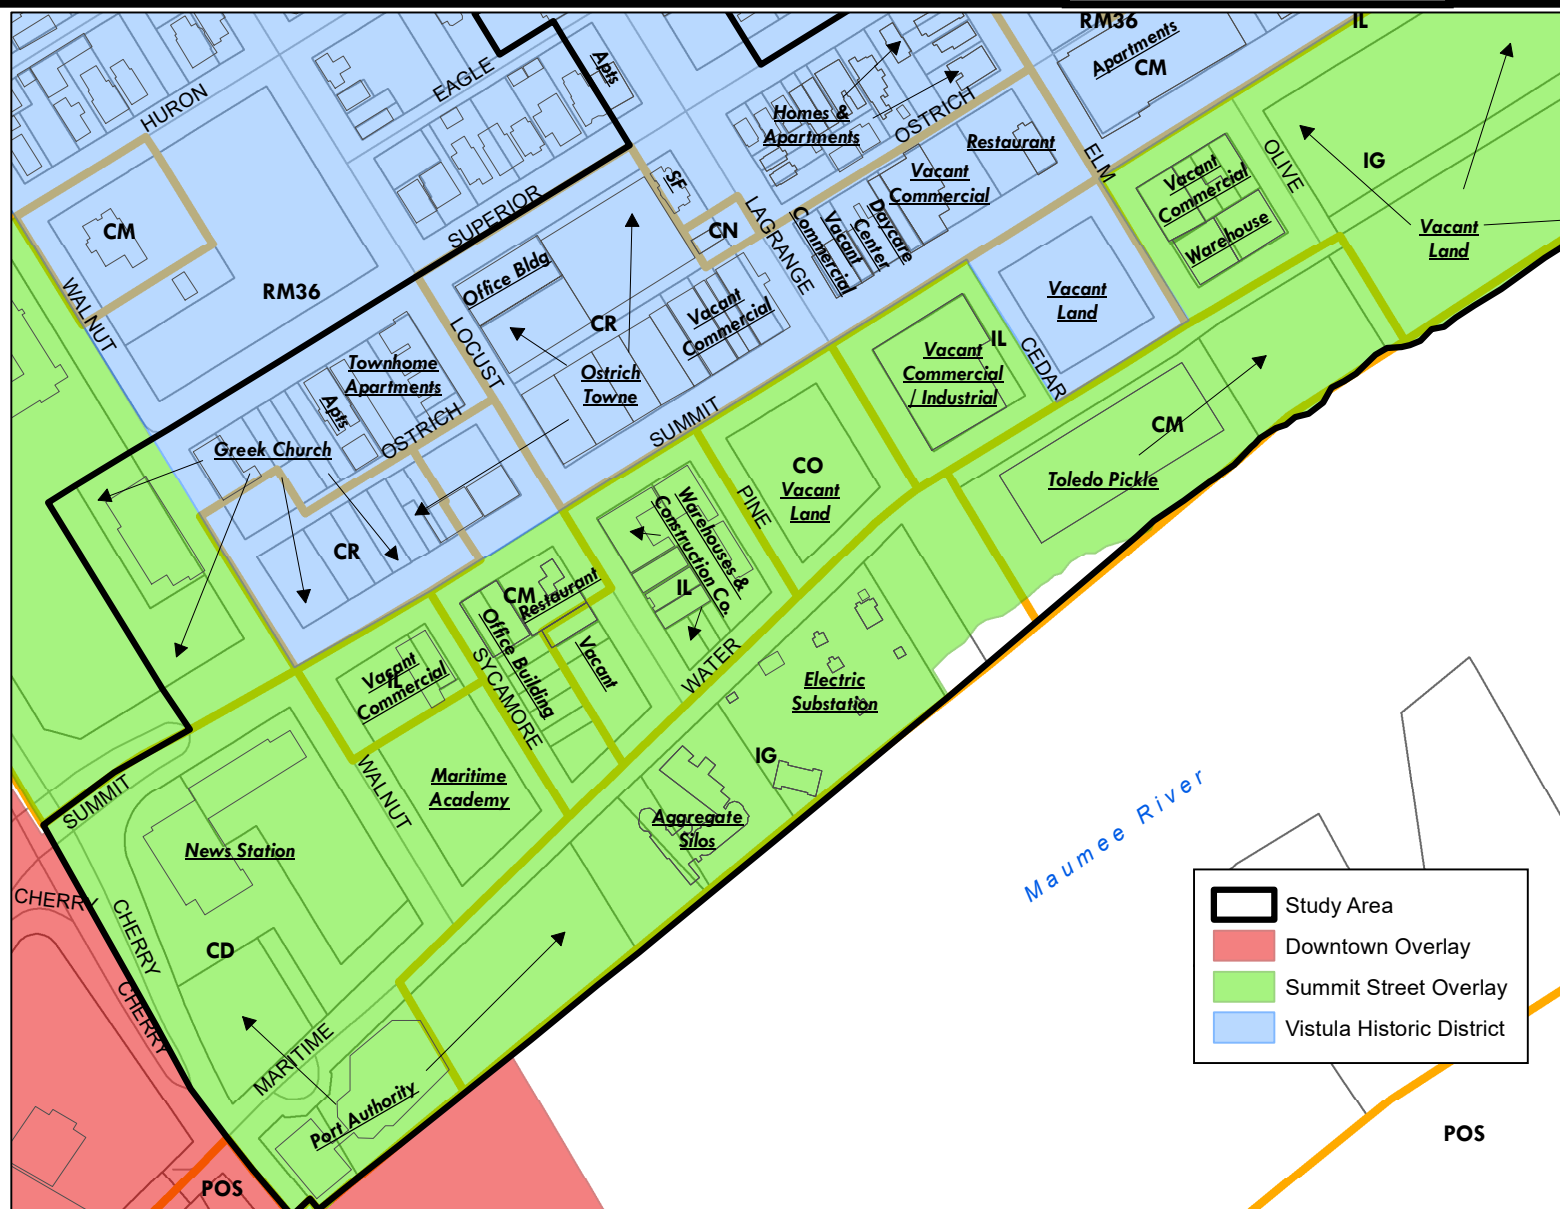 RM36
IL
Apartments
CM
HURON
EAGLE
Apts
Homes &
Apartments
OSTRICH
Restaurant
ELM
OLIVE
IG
Vacant
Commercial
Vacant
Commercial
Warehouse
SF
CM
SUPERIOR
CN
LAGRANGE
Vacant
Commercial
Daycare
Center
Vacant
Land
WALNUT
RM36
Office Bldg
Vacant
Land
CR
Vacant
Commercial
LOCUST
IL
Vacant
Commercial
/ Industrial
CEDAR
Townhome
Apartments
Apts
Ostrich
Towne
OSTRICH
SUMMIT
CM
Greek Church
CO
Vacant
Land
Toledo Pickle
PINE
Warehouses &
Construction Co.
IL
CR
CM
Restaurant
Office Building
Vacant
WATER
SYCAMORE
Vacant
Commercial
IL
Electric
Substation
IG
WALNUT
Maritime
Academy
SUMMIT
Aggregate
Silos
News Station
Maumee River
CHERRY
CHERRY
CD
CHERRY
MARITIME
Port Authority
POS
POS
Study Area
Downtown Overlay
Summit Street Overlay
Vistula Historic District